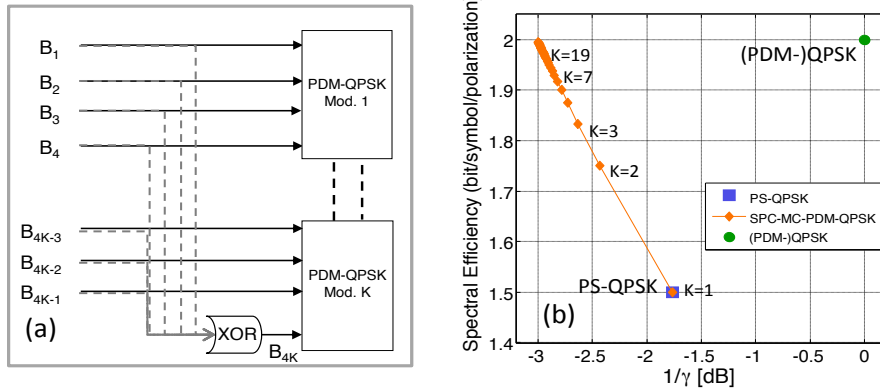 B1
B2
B3
B4
PDM-QPSK
Mod. 1
B4K-3
B4K-2
B4K-1
PDM-QPSK
Mod. K
(a)
XOR
B4K
Spectral Efficiency (bit/symbol/polarization)
2
1.9
1.8
1.7
1.6
1.5
1.4
K=19
(PDM-)QPSK
K=7
K=3
K=2
PS-QPSK
SPC-MC-PDM-QPSK
(PDM-)QPSK
PS-QPSK
K=1
(b)
-3
-2.5
-2
-1.5
-1
-0.5
0
1/γ [dB]